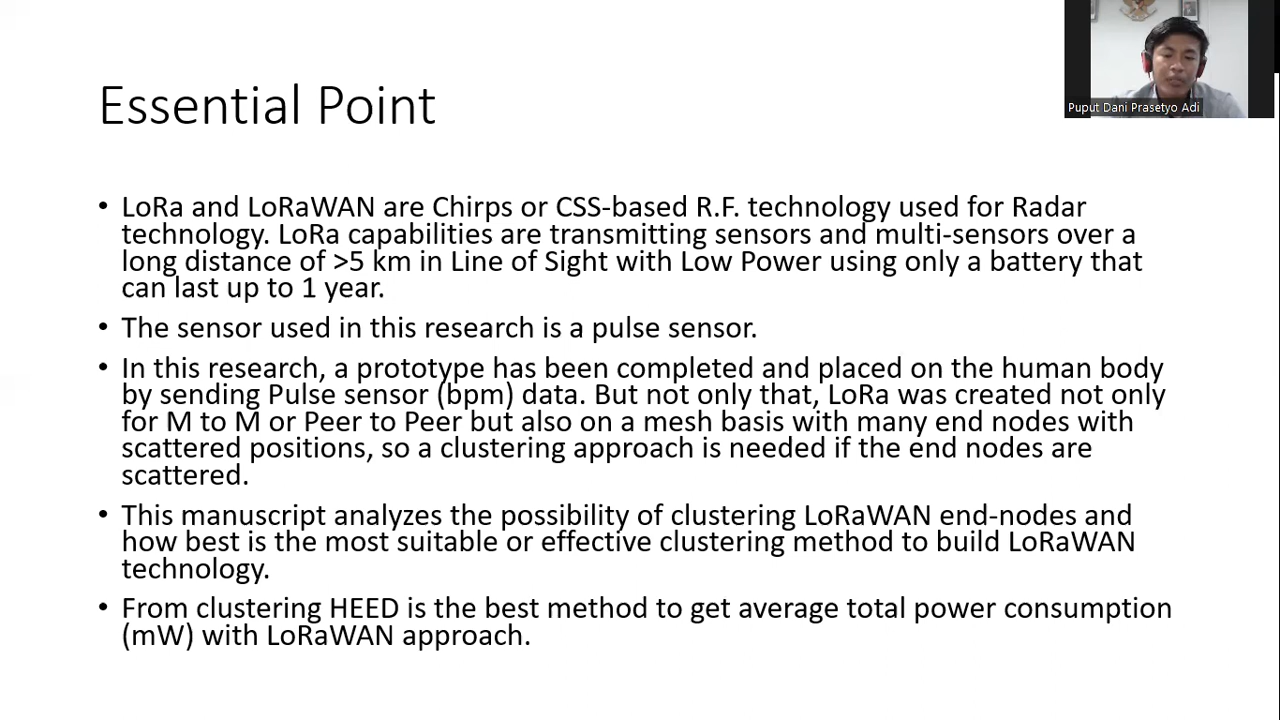 Puput Dani Prasetyo Adi
Essential Point
• LoRa and LoRaWAN are Chirps or CSS-based R.F. technology used for Radar
technology. LoRa capabilities are transmitting sensors and multi-sensors over a
long distance of >5 km in Line of Sight with Low Power using only a battery that
can last up to 1 year.
• The sensor used in this research is a pulse sensor.
• In this research, a prototype has been completed and placed on the human body
by sending Pulse sensor (bpm) data. But not only that, LoRa was created not only
for M to M or Peer to Peer but also on a mesh basis with many end nodes with
scattered positions, so a clustering approach is needed if the end nodes are
scattered.
• This manuscript analyzes the possibility of clustering LoRaWAN end-nodes and
how best is the most suitable or effective clustering method to build LoRaWAN
technology.
• From clustering HEED is the best method to get average total power consumption
(mW) with LoRaWAN approach.